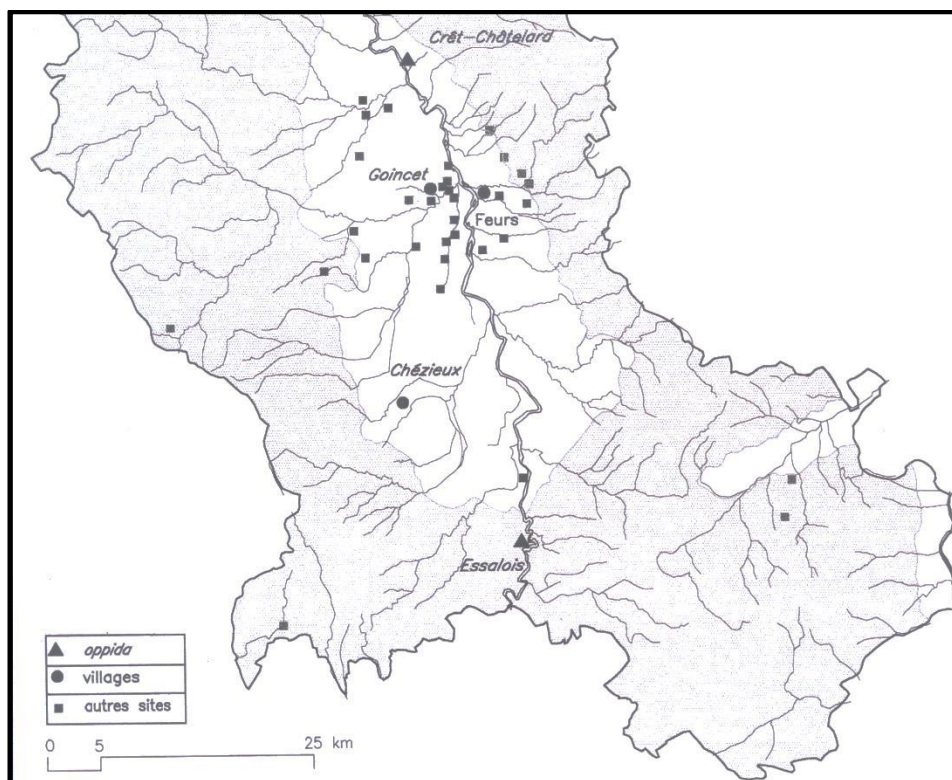 Crêt-Châtelard
Goincet
Feurs
Chézieux
Essalois
oppida
villages
autres sites
0 5 25 km